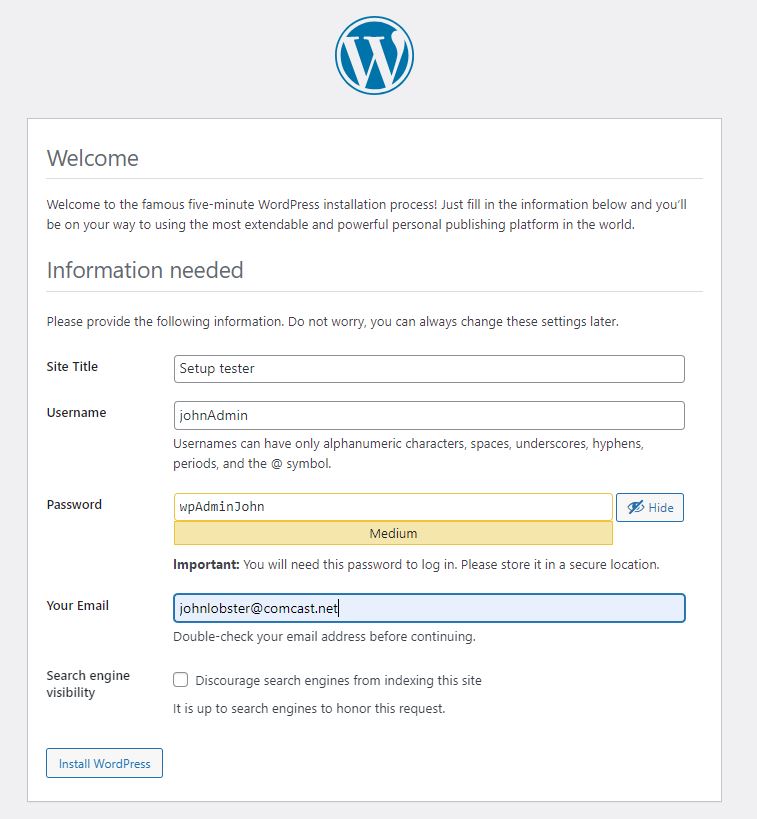 Welcome
Welcome to the famous five-minute WordPress installation process! Just fill in the information below and you’ll
be on your way to using the most extendable and powerful personal publishing platform in the world.
Information needed
Please provide the following information. Do not worry, you can always change these settings later.
Site Title
Setup tester
Username
johnAdmin
Usernames can have only alphanumeric characters, spaces, underscores, hyphens,
periods, and the @ symbol.
Password
wpAdminJohn
Hide
Medium
Important: You will need this password to log in. Please store it in a secure location.
Your Email
johnlobster@comcast.net
Double-check your email address before continuing.
Search engine
visibility
Discourage search engines from indexing this site
It is up to search engines to honor this request.
Install WordPress